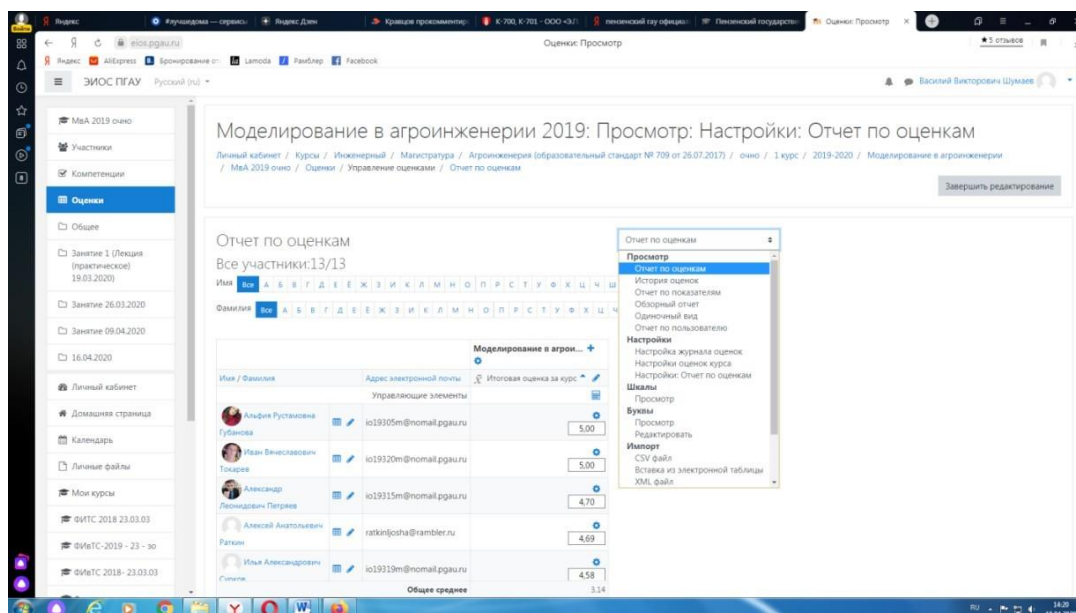 Яндекс
#лучшедома — сервисы
Яндекс.Дзен
Кравцов прокомментир
К-700, К-701 - ООО «ЭЛ
пензенский гау официал
Пензенский государстве
Оценки: Просмотр
Войти
eios.pgau.ru
Оценки: Просмотр
★ 5 отзывов
Яндекс
AliExpress
Бронирование от
Lamoda
Рамблер
Facebook
ЭИОС ПГАУ
Русский (ru)
Василий Викторович Шумаев
МвА 2019 очно
Участники
Компетенции
Оценки
Общее
Занятие 1 (Лекция
(практическое)
19.03.2020)
Занятие 26.03.2020
Занятие 09.04.2020
16.04.2020
Личный кабинет
Домашняя страница
Календарь
Личные файлы
Мои курсы
ФИТС 2018 23.03.03
ФИвТС-2019 - 23 - зо
ФИвТС 2018- 23.03.03
Моделирование в агроинженерии 2019: Просмотр: Настройки: Отчет по оценкам
Личный кабинет / Курсы / Инженерный / Магистратура / Агроинженерия (образовательный стандарт № 709 от 26.07.2017) / очно / 1 курс / 2019-2020 / Моделирование в агроинженерии
/ МвА 2019 очно / Оценки / Управление оценками / Отчет по оценкам
Завершить редактирование
Отчет по оценкам
Все участники:13/13
Имя Все А Б В Г Д Е Ё Ж З И К Л М Н О П Р С Т У Ф Х Ц Ч Ш
Фамилия Все А Б В Г Д Е Ё Ж З И К Л М Н О П Р С Т У Ф Х Ц Ч
Моделирование в агрои...
Имя / Фамилия
Адрес электронной почты
Итоговая оценка за курс
Управляющие элементы
Альфия Рустамовна
Губанова
io19305m@nomail.pgau.ru
5,00
Иван Вячеславович
Токарев
io19320m@nomail.pgau.ru
5,00
Александр
Леонидович Петряев
io19315m@nomail.pgau.ru
4,70
Алексей Анатольевич
Раткин
ratkinljosha@rambler.ru
4,69
Илья Александрович
io19319m@nomail.pgau.ru
4,58
Общее среднее
3,14
Отчет по оценкам
Просмотр
Отчет по оценкам
История оценок
Отчет по показателям
Обзорный отчет
Одиночный вид
Отчет по пользователю
Настройки
Настройка журнала оценок
Настройки оценок курса
Настройки: Отчет по оценкам
Шкалы
Просмотр
Буквы
Просмотр
Редактировать
Импорт
CSV файл
Вставка из электронной таблицы
XML файл
RU
14:20